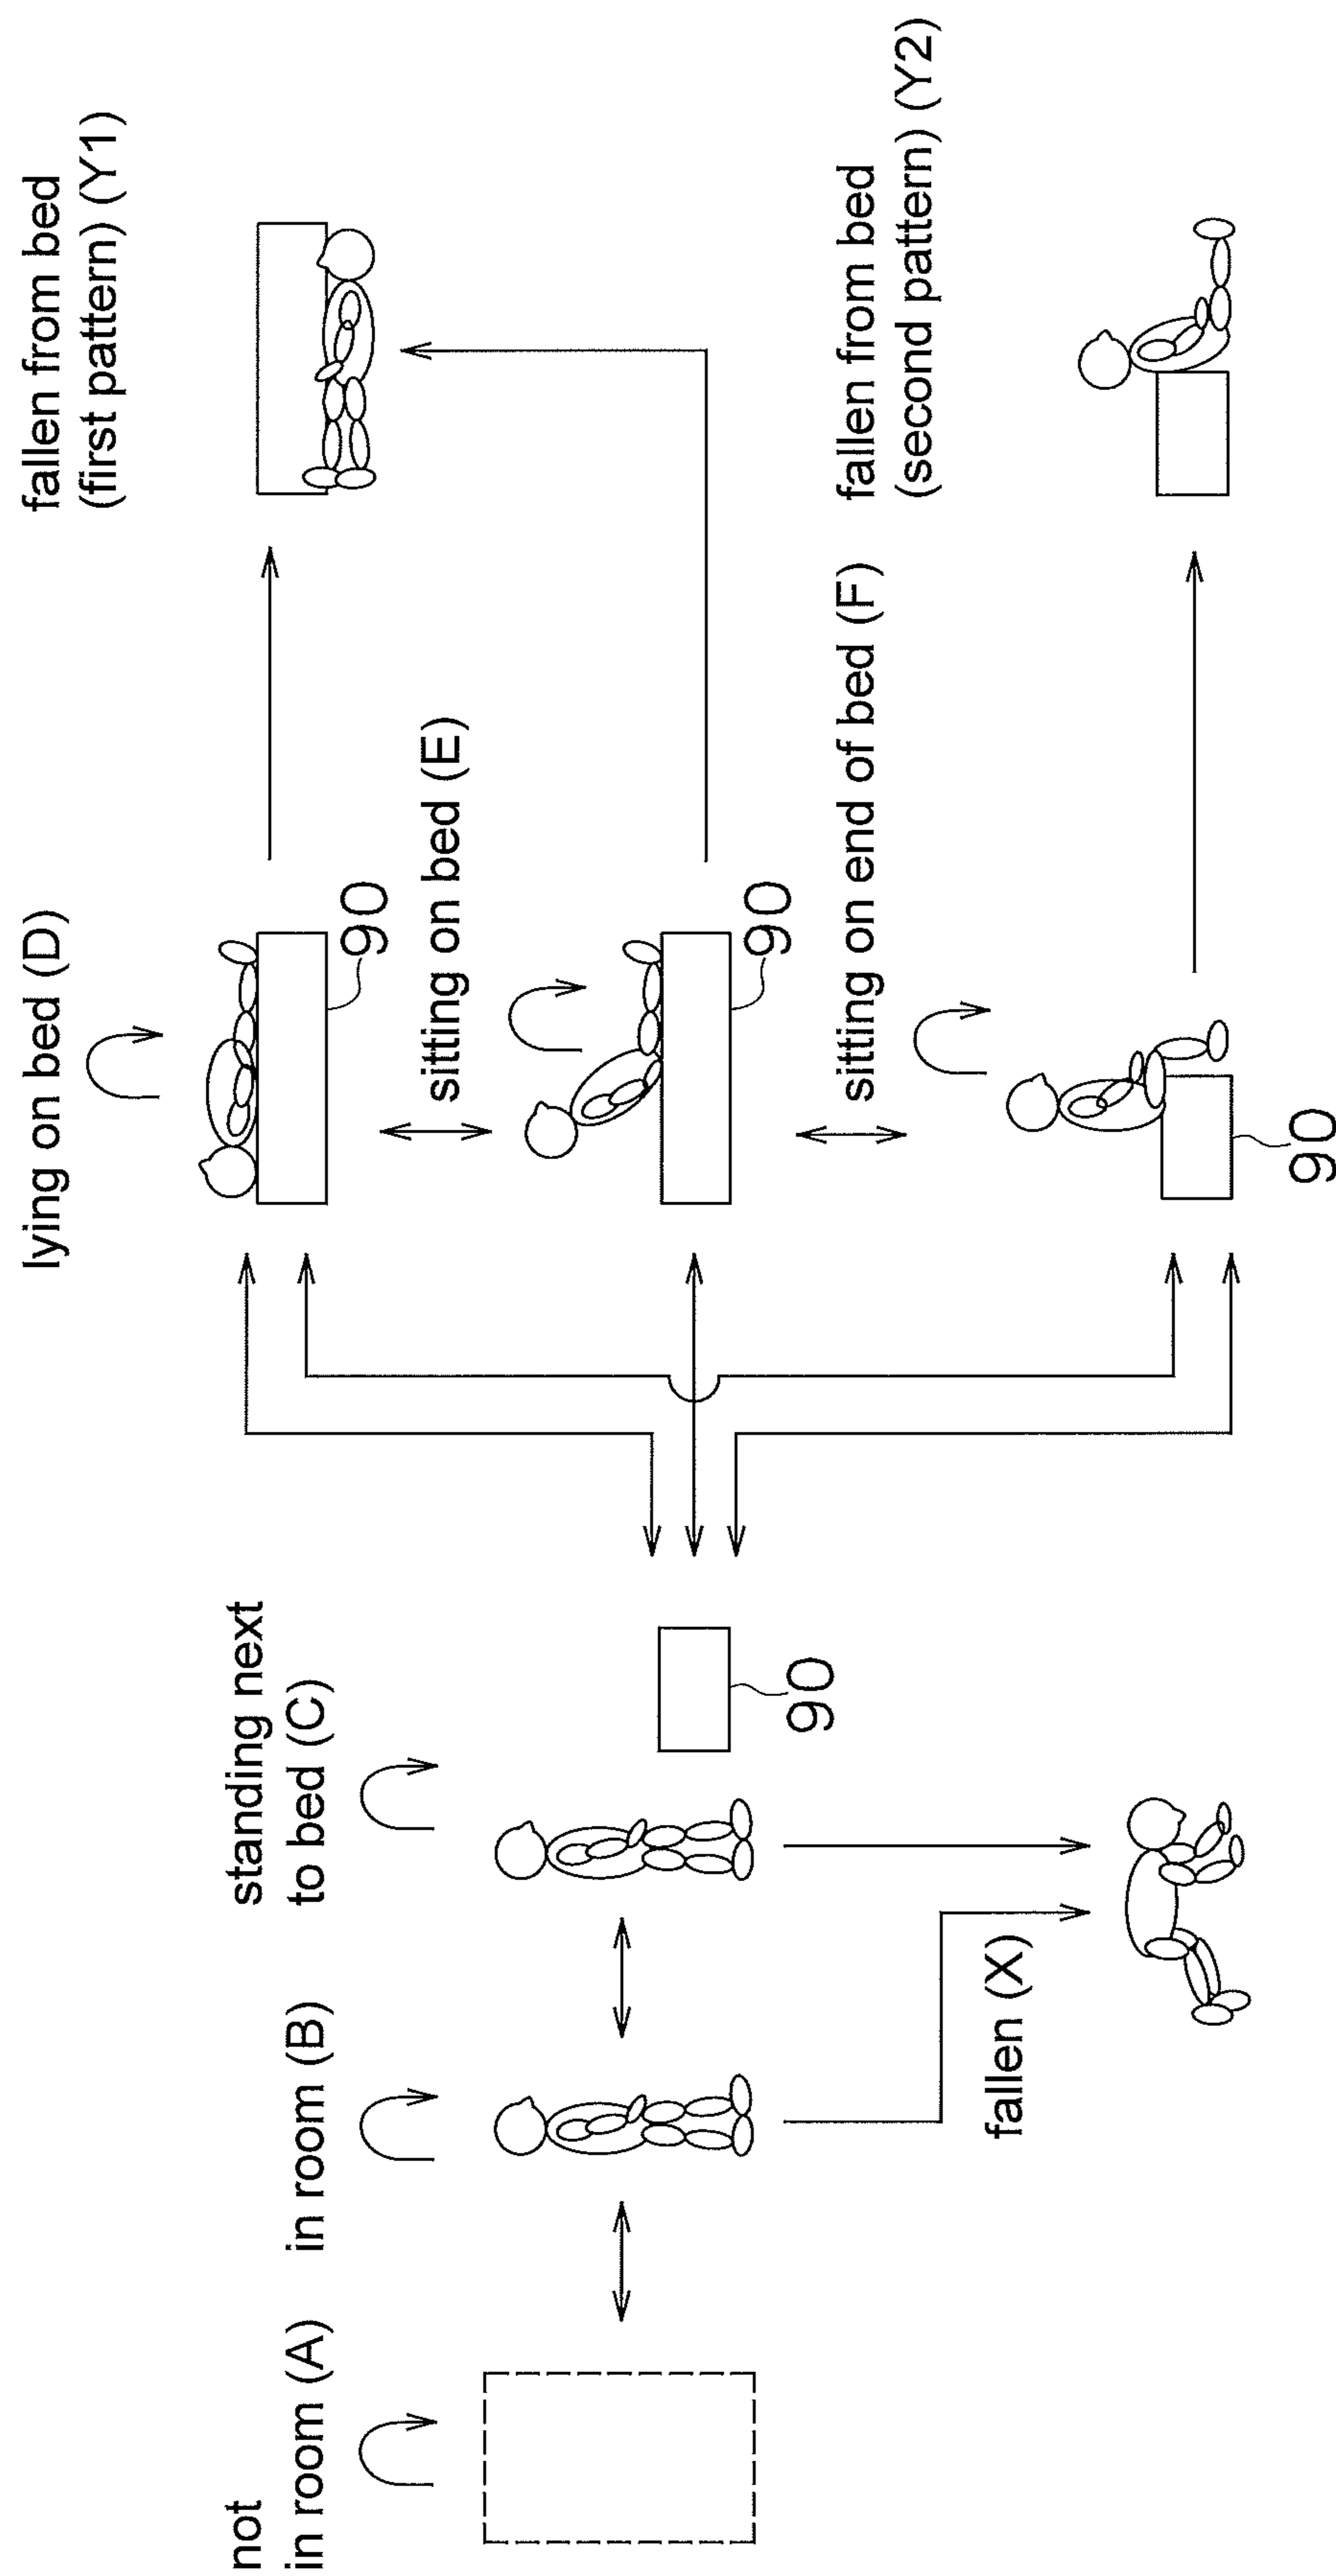 not
in room (A)
in room (B)
standing next
to bed (C)
90
fallen (X)
lying on bed (D)
90
sitting on bed (E)
90
sitting on end of bed (F)
90
fallen from bed
(first pattern) (Y1)
fallen from bed
(second pattern) (Y2)